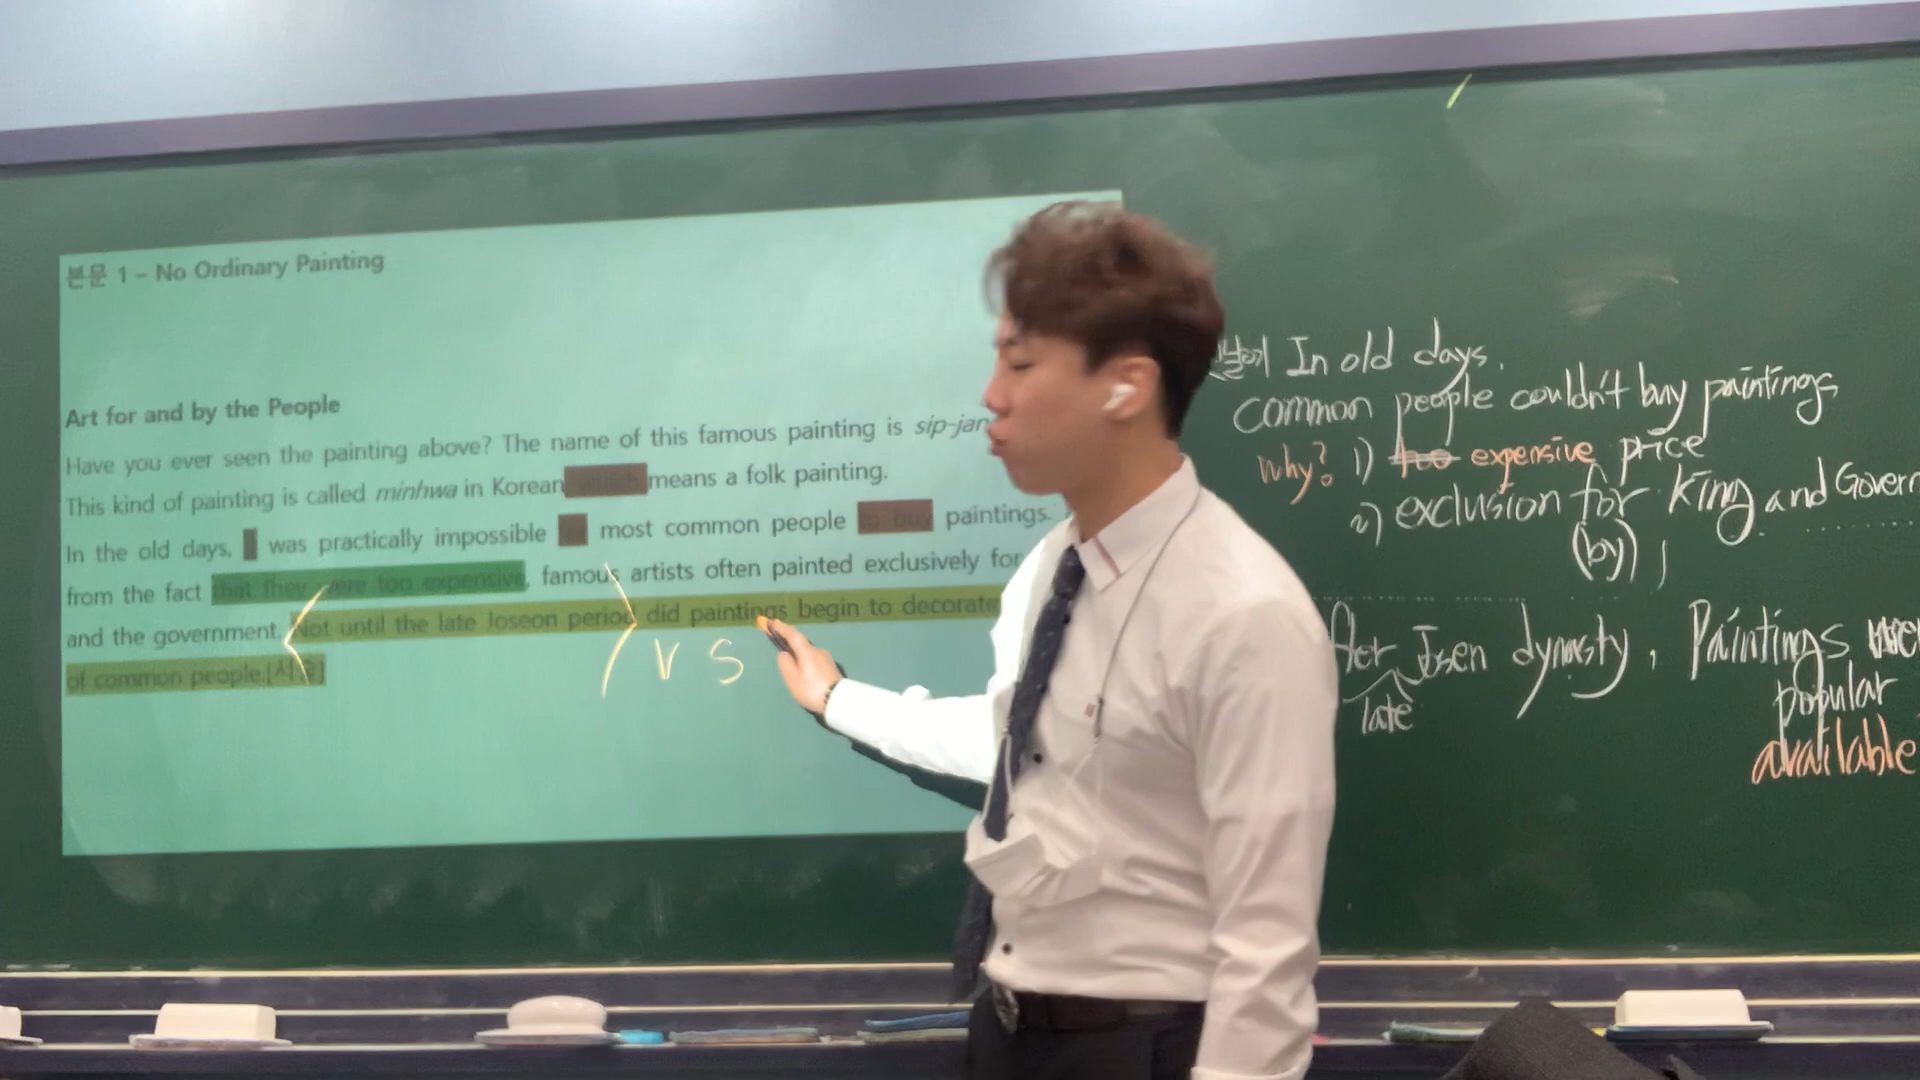 본문 1 – No Ordinary Painting
Art for and by the People
Have you ever seen the painting above? The name of this famous painting is sip-jan
This kind of painting is called minhwa in Korean which means a folk painting.
In the old days, was practically impossible most common people to buy paintings.
from the fact that they were too expensive, famous artists often painted exclusively for
and the government. Not until the late Joseon period did paintings begin to decorate
of common people.
v s
In old days.
common people couldn't buy paintings
why? 1) too expensive price
2) exclusion for king and Govern
(by)
Josen dynasty, Paintings were
late
popular
available